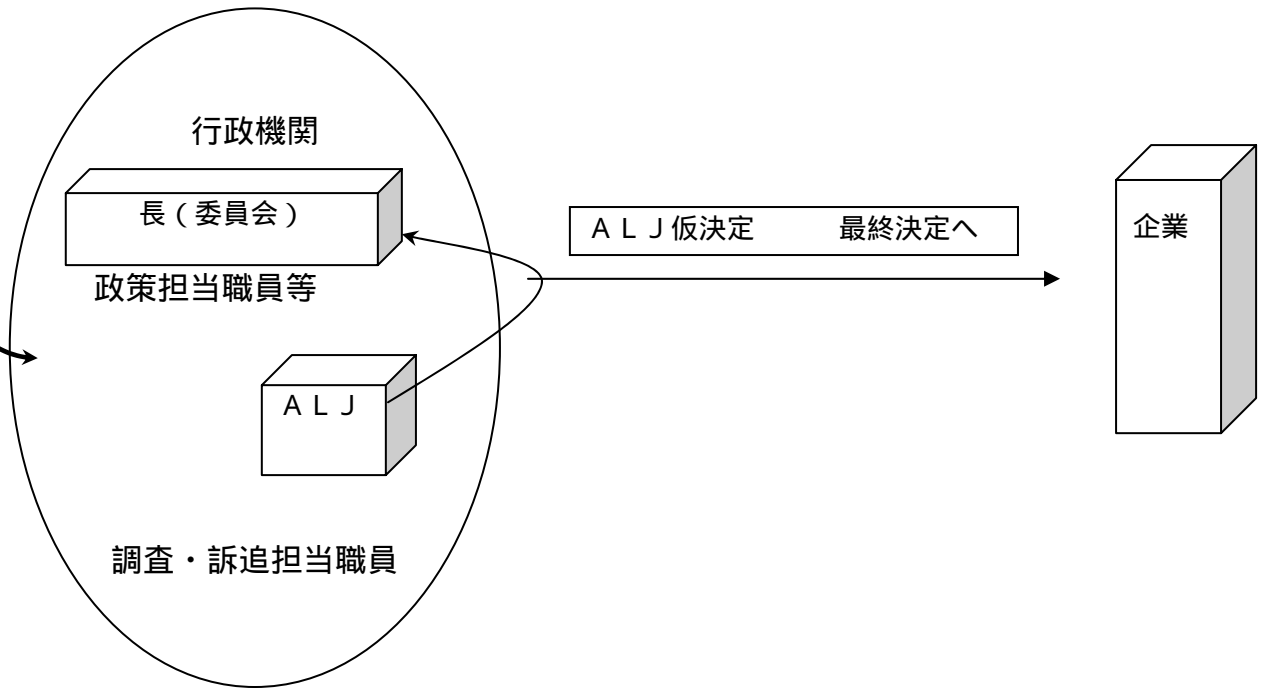 行政機関
長（委員会）
政策担当職員等
ＡＬＪ
調査・訴追担当職員
ＡＬＪ仮決定　　　最終決定へ
企業